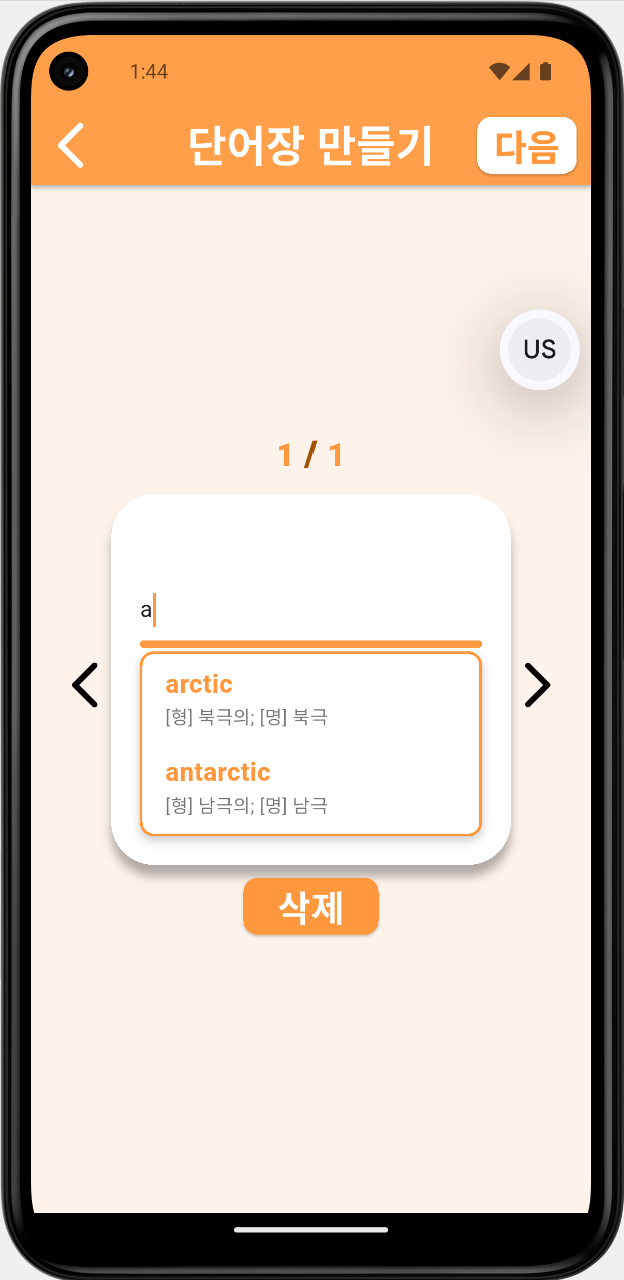 1:44
단어장 만들기
다음
US
1 / 1
a
arctic
[형] 북극의; [명] 북극
antarctic
[형] 남극의; [명] 남극
삭제